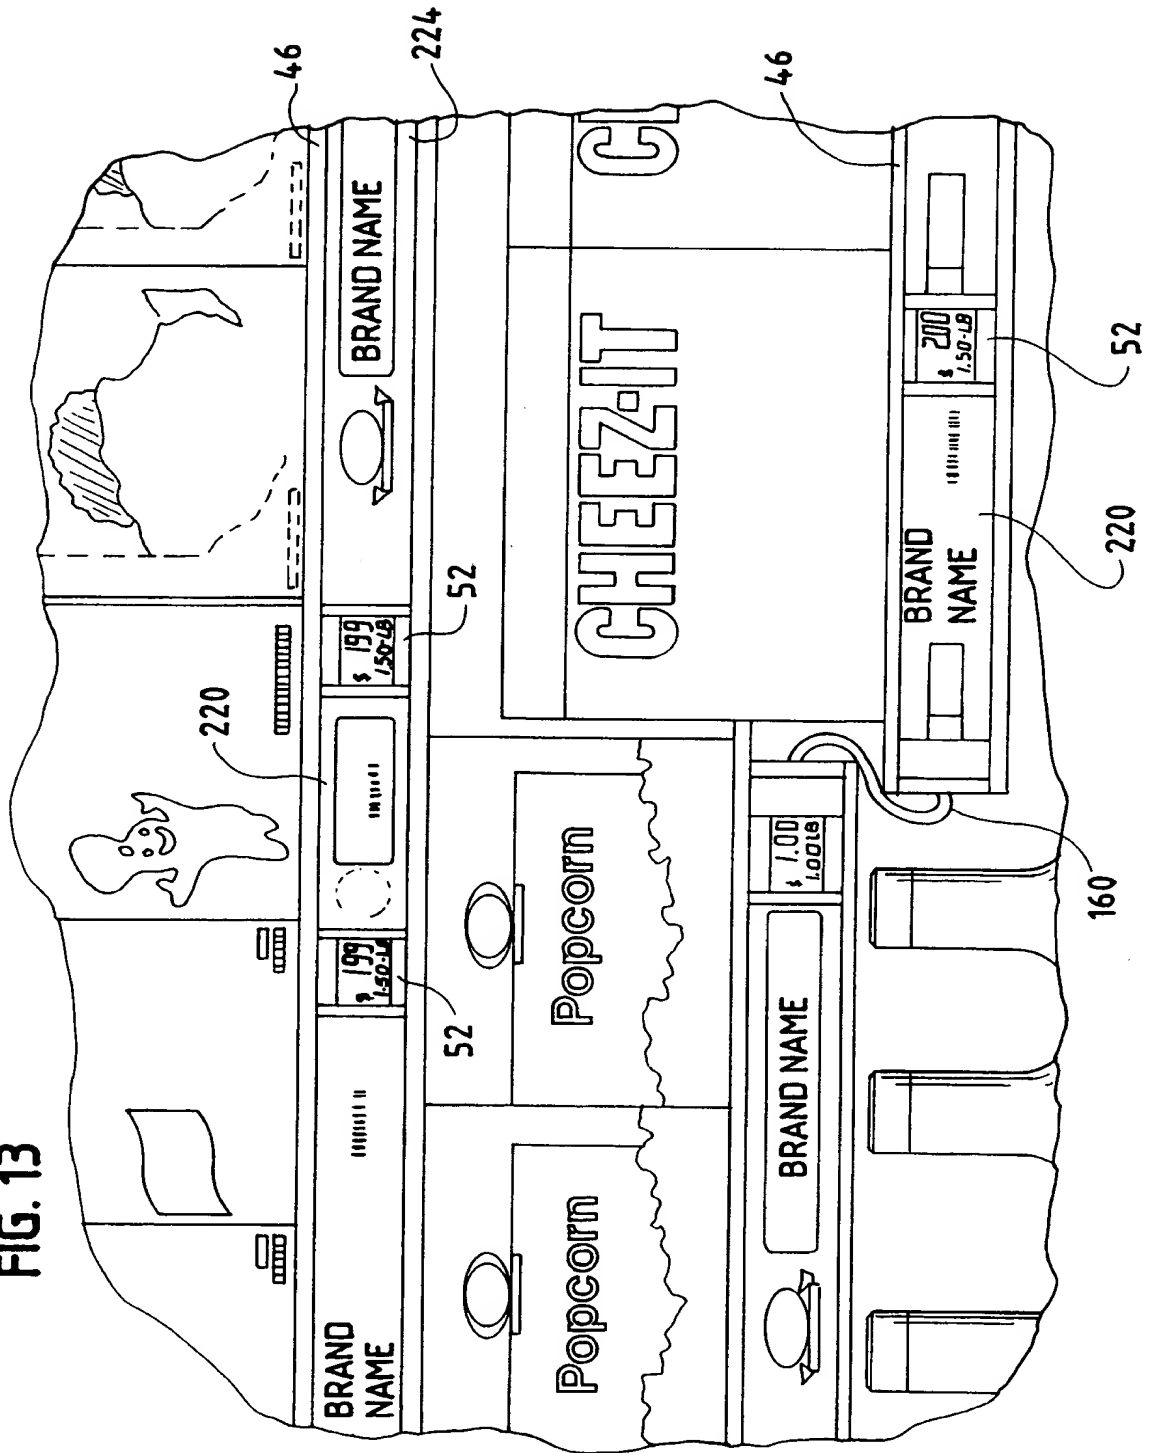 FIG. 13
220
46
224
BRAND
NAME
$ 199
1.50-LB
$ 199
1.50-LB
BRAND NAME
52
52
Popcorn
Popcorn
CHEEZ·IT
C
46
BRAND NAME
$ 1.00
1.00LB
BRAND
NAME
$ 200
1.50-LB
160
220
52